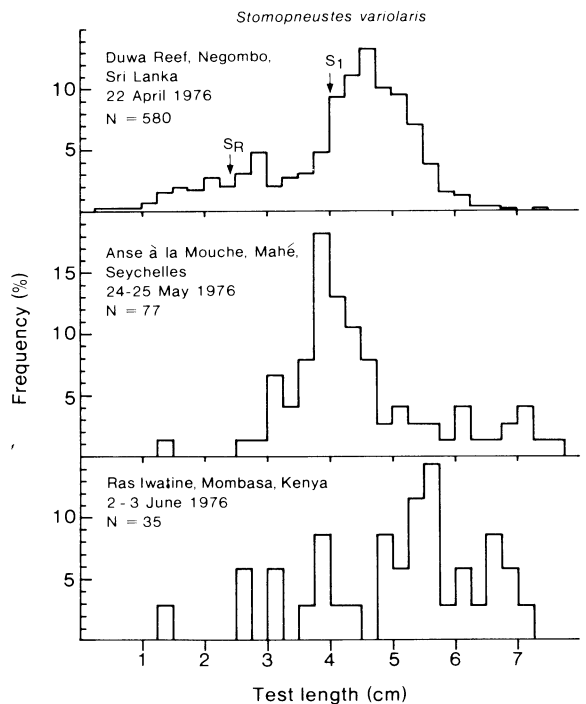 Stomopneustes variolaris
Duwa Reef, Negombo,
Sri Lanka
22 April 1976
N = 580
S1
SR
10
5
Anse à la Mouche, Mahé,
Seychelles
24-25 May 1976
N = 77
15
10
5
Frequency (%)
Ras Iwatine, Mombasa, Kenya
2-3 June 1976
N = 35
10
5
1 2 3 4 5 6 7
Test length (cm)